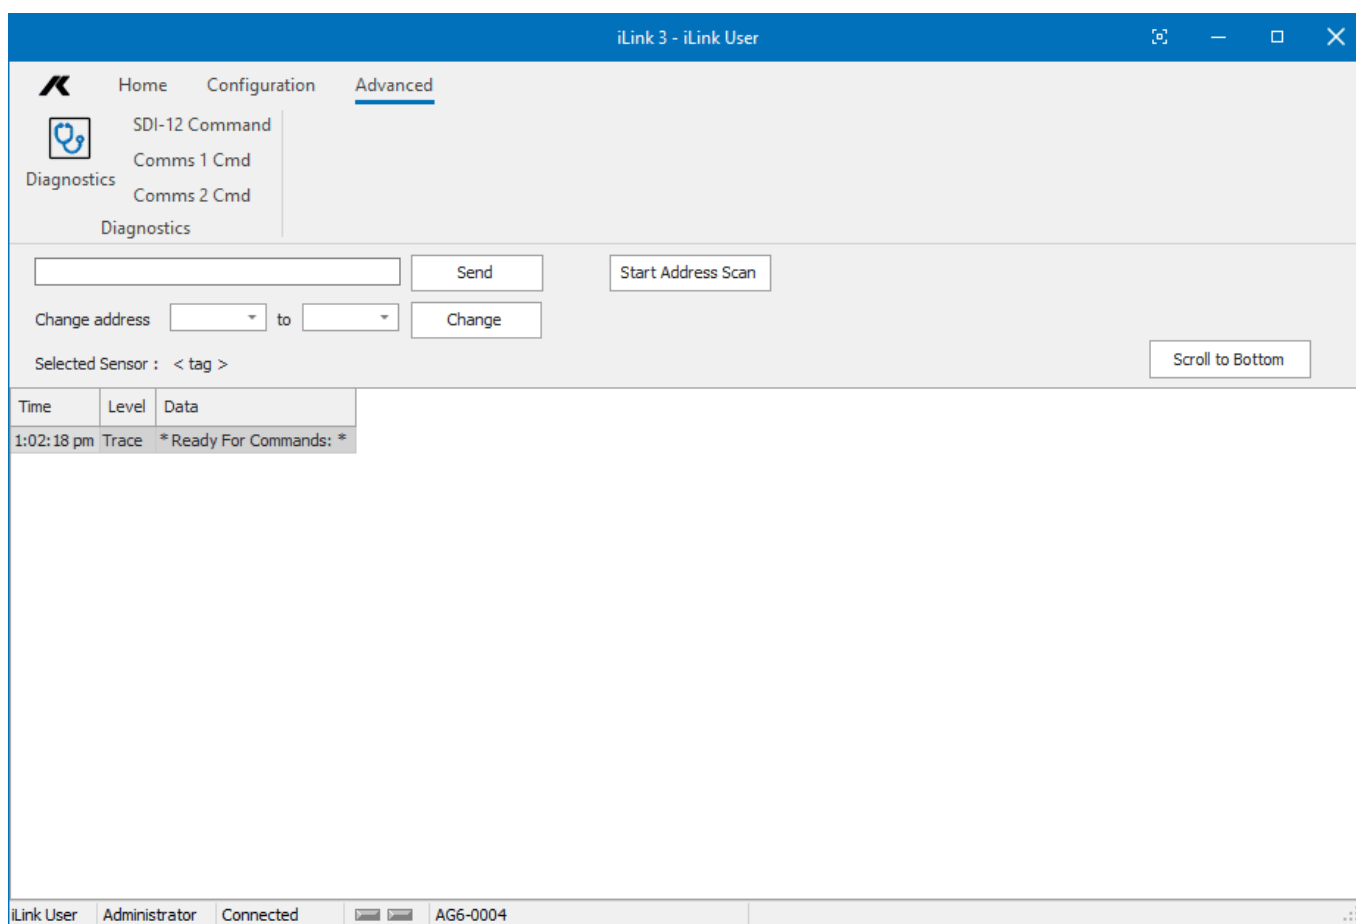 iLink 3 - iLink User
Home Configuration Advanced
SDI-12 Command
Comms 1 Cmd
Diagnostics
Comms 2 Cmd
Diagnostics
Send Start Address Scan
Change address to Change
Selected Sensor : < tag > Scroll to Bottom
Time Level Data
1:02:18 pm Trace * Ready For Commands: *
iLink User Administrator Connected AG6-0004